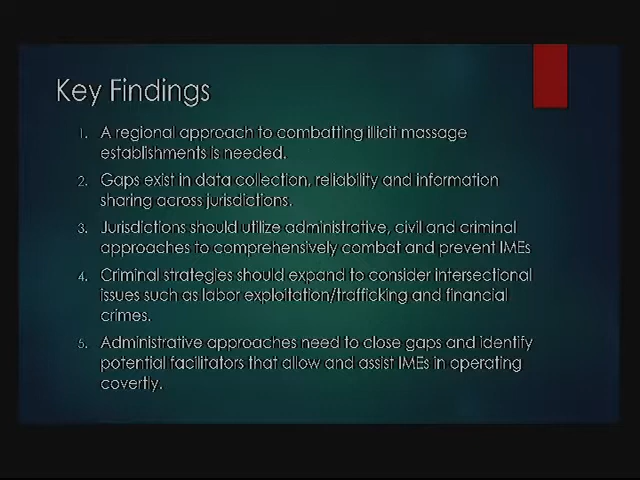 Key Findings
1. A regional approach to combatting illicit massage
establishments is needed.
2. Gaps exist in data collection, reliability and information
sharing across jurisdictions.
3. Jurisdictions should utilize administrative, civil and criminal
approaches to comprehensively combat and prevent IMEs
4. Criminal strategies should expand to consider intersectional
issues such as labor exploitation/trafficking and financial
crimes.
5. Administrative approaches need to close gaps and identify
potential facilitators that allow and assist IMEs in operating
covertly.